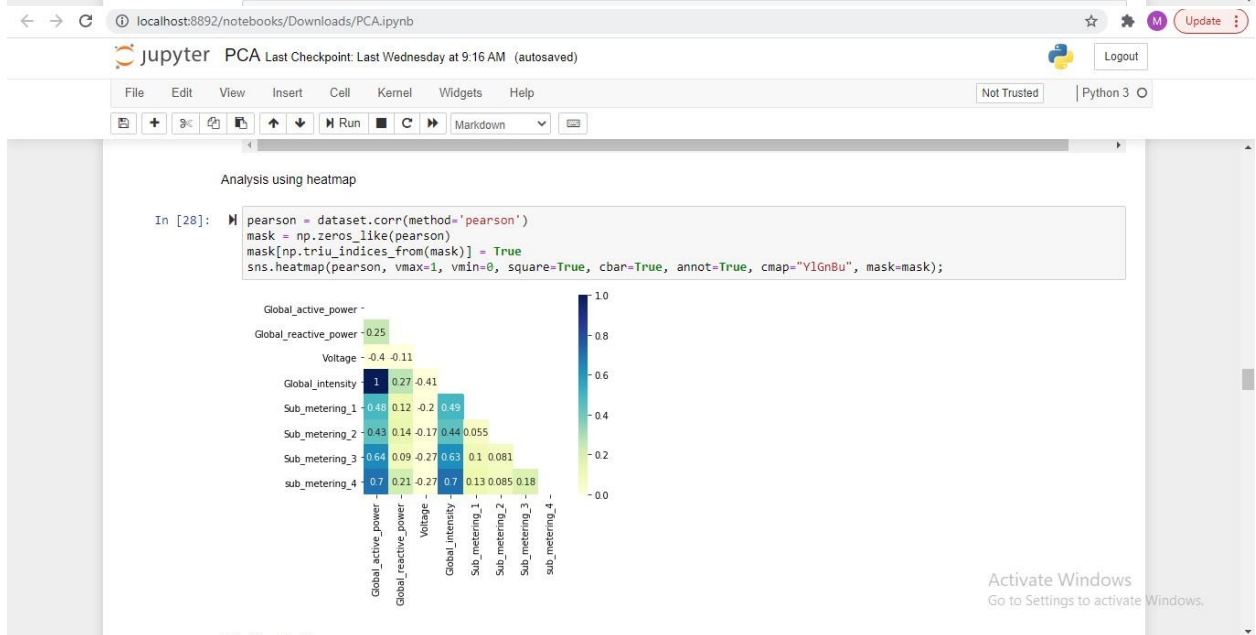 localhost:8892/notebooks/Downloads/PCA.ipynb
M
Update
jupyter PCA Last Checkpoint: Last Wednesday at 9:16 AM (autosaved)
Logout
File Edit View Insert Cell Kernel Widgets Help
Not Trusted
Python 3
Run
Markdown
Analysis using heatmap
In [28]:
pearson = dataset.corr(method='pearson')
mask = np.zeros_like(pearson)
mask[np.triu_indices_from(mask)] = True
sns.heatmap(pearson, vmax=1, vmin=0, square=True, cbar=True, annot=True, cmap="YlGnBu", mask=mask);
Global_active_power
Global_reactive_power 0.25
Voltage -0.4 -0.11
Global_intensity 1 0.27 -0.41
Sub_metering_1 0.48 0.12 -0.2 0.49
Sub_metering_2 0.43 0.14 -0.17 0.44 0.055
Sub_metering_3 0.64 0.09 -0.27 0.63 0.1 0.081
sub_metering_4 0.7 0.21 -0.27 0.7 0.13 0.085 0.18
Global_active_power
Global_reactive_power
Voltage
Global_intensity
Sub_metering_1
Sub_metering_2
Sub_metering_3
sub_metering_4
1.0
0.8
0.6
0.4
0.2
0.0
Activate Windows
Go to Settings to activate Windows.